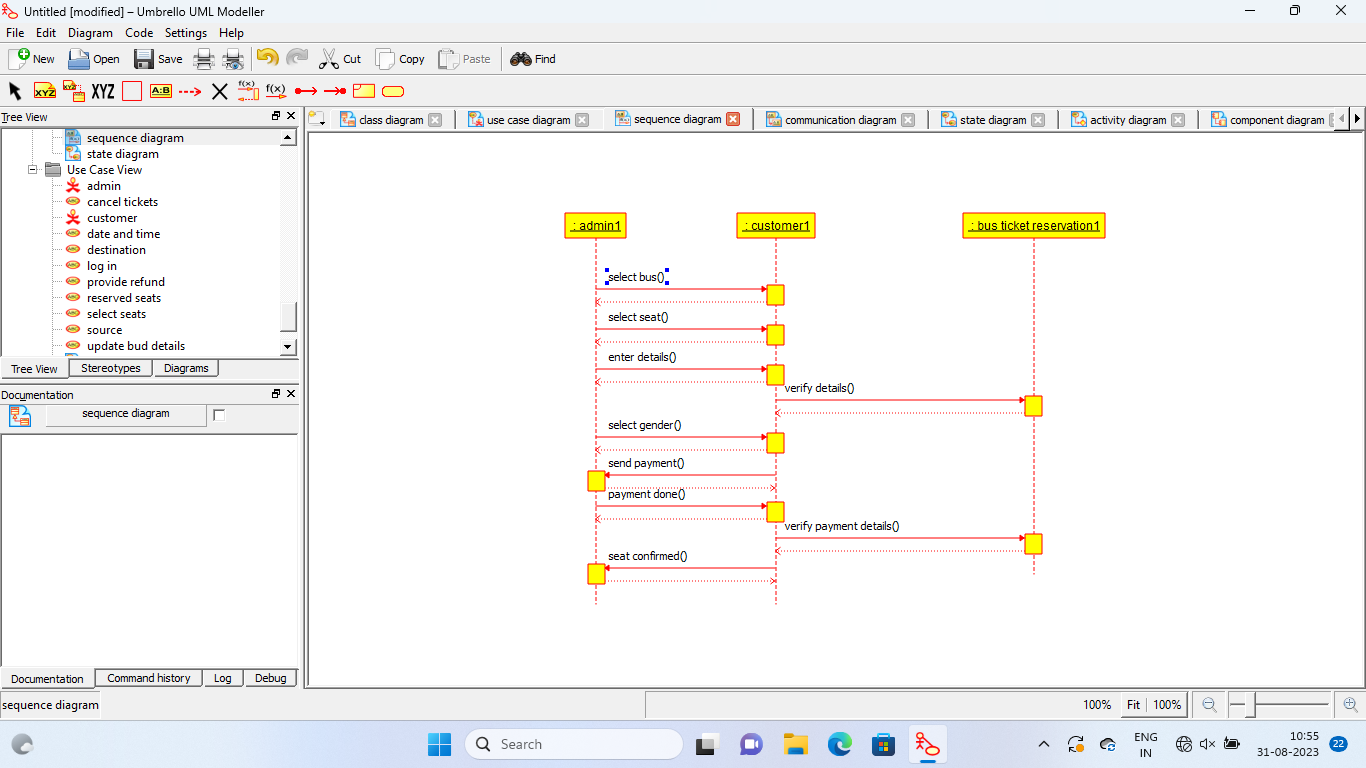 Untitled [modified] – Umbrello UML Modeller
File Edit Diagram Code Settings Help
New Open Save Cut Copy Paste Find
XYZ XYZ XYZ A:B f(x) f(x)
Tree View
class diagram use case diagram sequence diagram communication diagram state diagram activity diagram component diagram
sequence diagram
state diagram
Use Case View
admin
cancel tickets
customer
date and time
destination
log in
provide refund
reserved seats
select seats
source
update bud details
Tree View Stereotypes Diagrams
Documentation
sequence diagram
Documentation Command history Log Debug
: admin1 : customer1 : bus ticket reservation1
select bus()
select seat()
enter details()
verify details()
select gender()
send payment()
payment done()
verify payment details()
seat confirmed()
sequence diagram 100% Fit 100%
Search
ENG
IN
10:55
31-08-2023
22